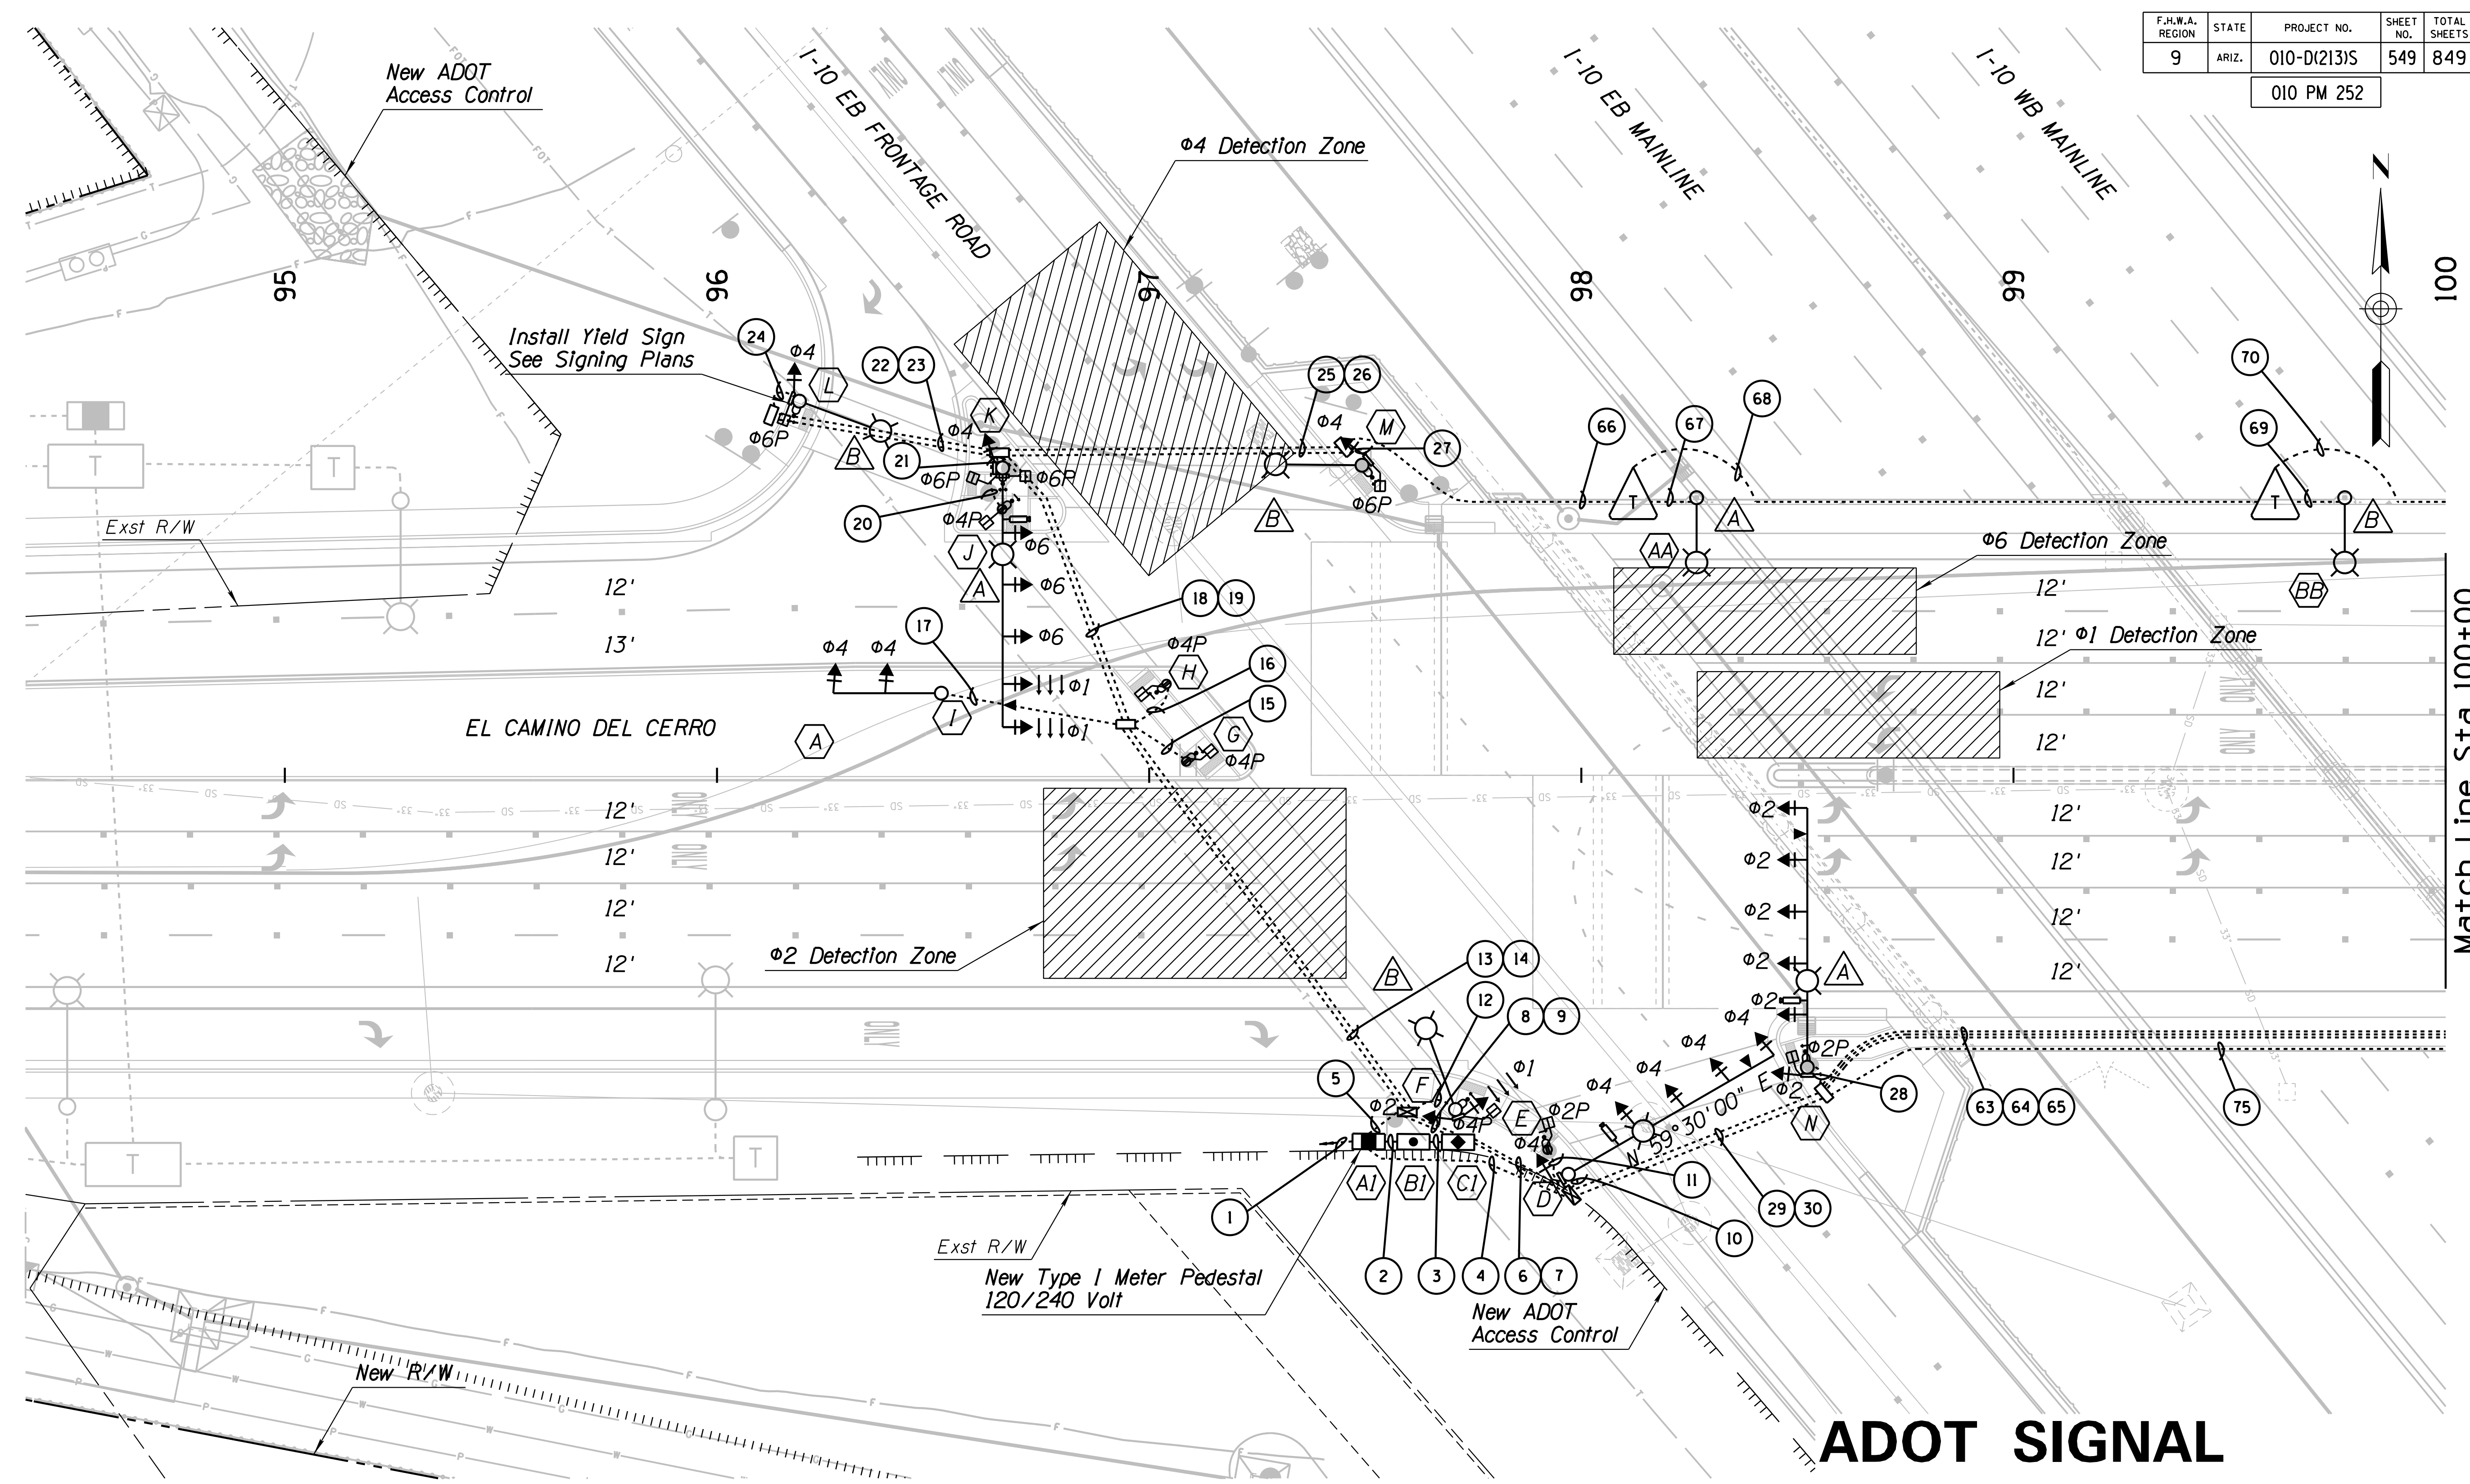 F.H.W.A. REGION STATE PROJECT NO. SHEET NO. TOTAL SHEETS
9 ARIZ. 010-D(213)S 549 849
010 PM 252
New ADOT
Access Control
I-10 EB FRONTAGE ROAD
Φ4 Detection Zone
I-10 EB MAINLINE
I-10 WB MAINLINE
N
95
96
97
98
99
100
Install Yield Sign
See Signing Plans
24
Φ4
L
22 23
K
Φ4
Φ6P
B
21
Φ6P
Φ6P
20
Φ4P
J
Φ6
A
Φ6
Φ6
25 26
Φ4
M
27
B
Φ6P
66
67
68
T
A
AA
70
69
T
B
BB
Φ6 Detection Zone
Φ1 Detection Zone
Exst R/W
12'
13'
17
Φ4 Φ4
I
Φ1
Φ1
18 19
Φ4P
H
16
15
G
Φ4P
12'
12'
12'
12'
EL CAMINO DEL CERRO
A
12'
12'
12'
12'
Φ2 Detection Zone
Φ2
Φ2
Φ2
Φ2
Φ2
A
12'
12'
12'
12'
Match Line Sta 100+00
B
13 14
12
8 9
5
F
Φ2
Φ1
E
Φ2P
Φ4P
Φ4
Φ4
Φ4
Φ4
Φ4
N 59°30'00" E
Φ2P
Φ2
28
N
63 64 65
75
A1 B1 C1 D
11
29 30
10
1
2 3 4 6 7
Exst R/W
New Type I Meter Pedestal
120/240 Volt
New ADOT
Access Control
New R/W
ADOT SIGNAL